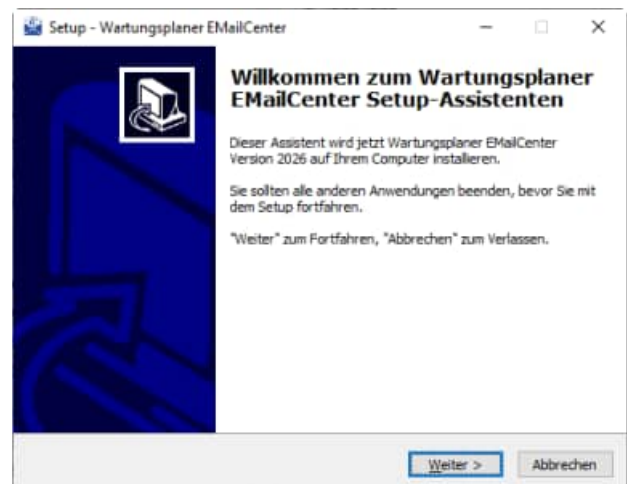 Setup - Wartungsplaner EMailCenter
Willkommen zum Wartungsplaner
EMailCenter Setup-Assistenten
Dieser Assistent wird jetzt Wartungsplaner EMailCenter
Version 2026 auf Ihrem Computer installieren.
Sie sollten alle anderen Anwendungen beenden, bevor Sie mit
dem Setup fortfahren.
"Weiter" zum Fortfahren, "Abbrechen" zum Verlassen.
Weiter >
Abbrechen